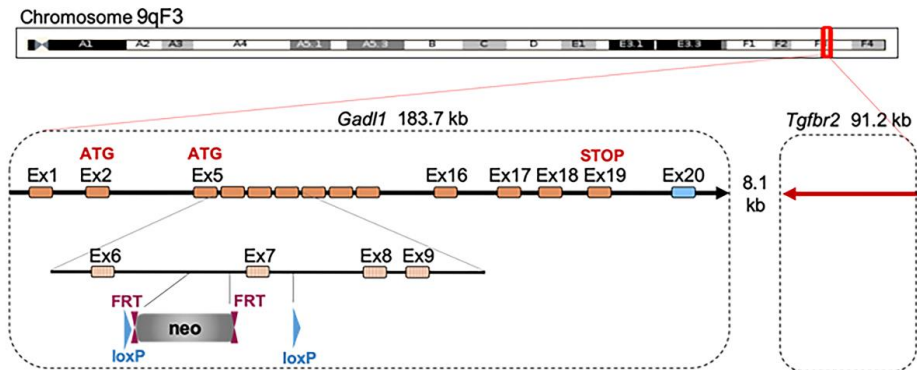 Chromosome 9qF3
A1 A2 A3 A4 A5.1 A5.3 B C D E1 E3.1 E3.3 F1 F2 F4
Gadl1 183.7 kb
Tgfbr2 91.2 kb
ATG ATG STOP
Ex1 Ex2 Ex5 Ex16 Ex17 Ex18 Ex19 Ex20
8.1
kb
Ex6 Ex7 Ex8 Ex9
FRT FRT
neo
loxP loxP